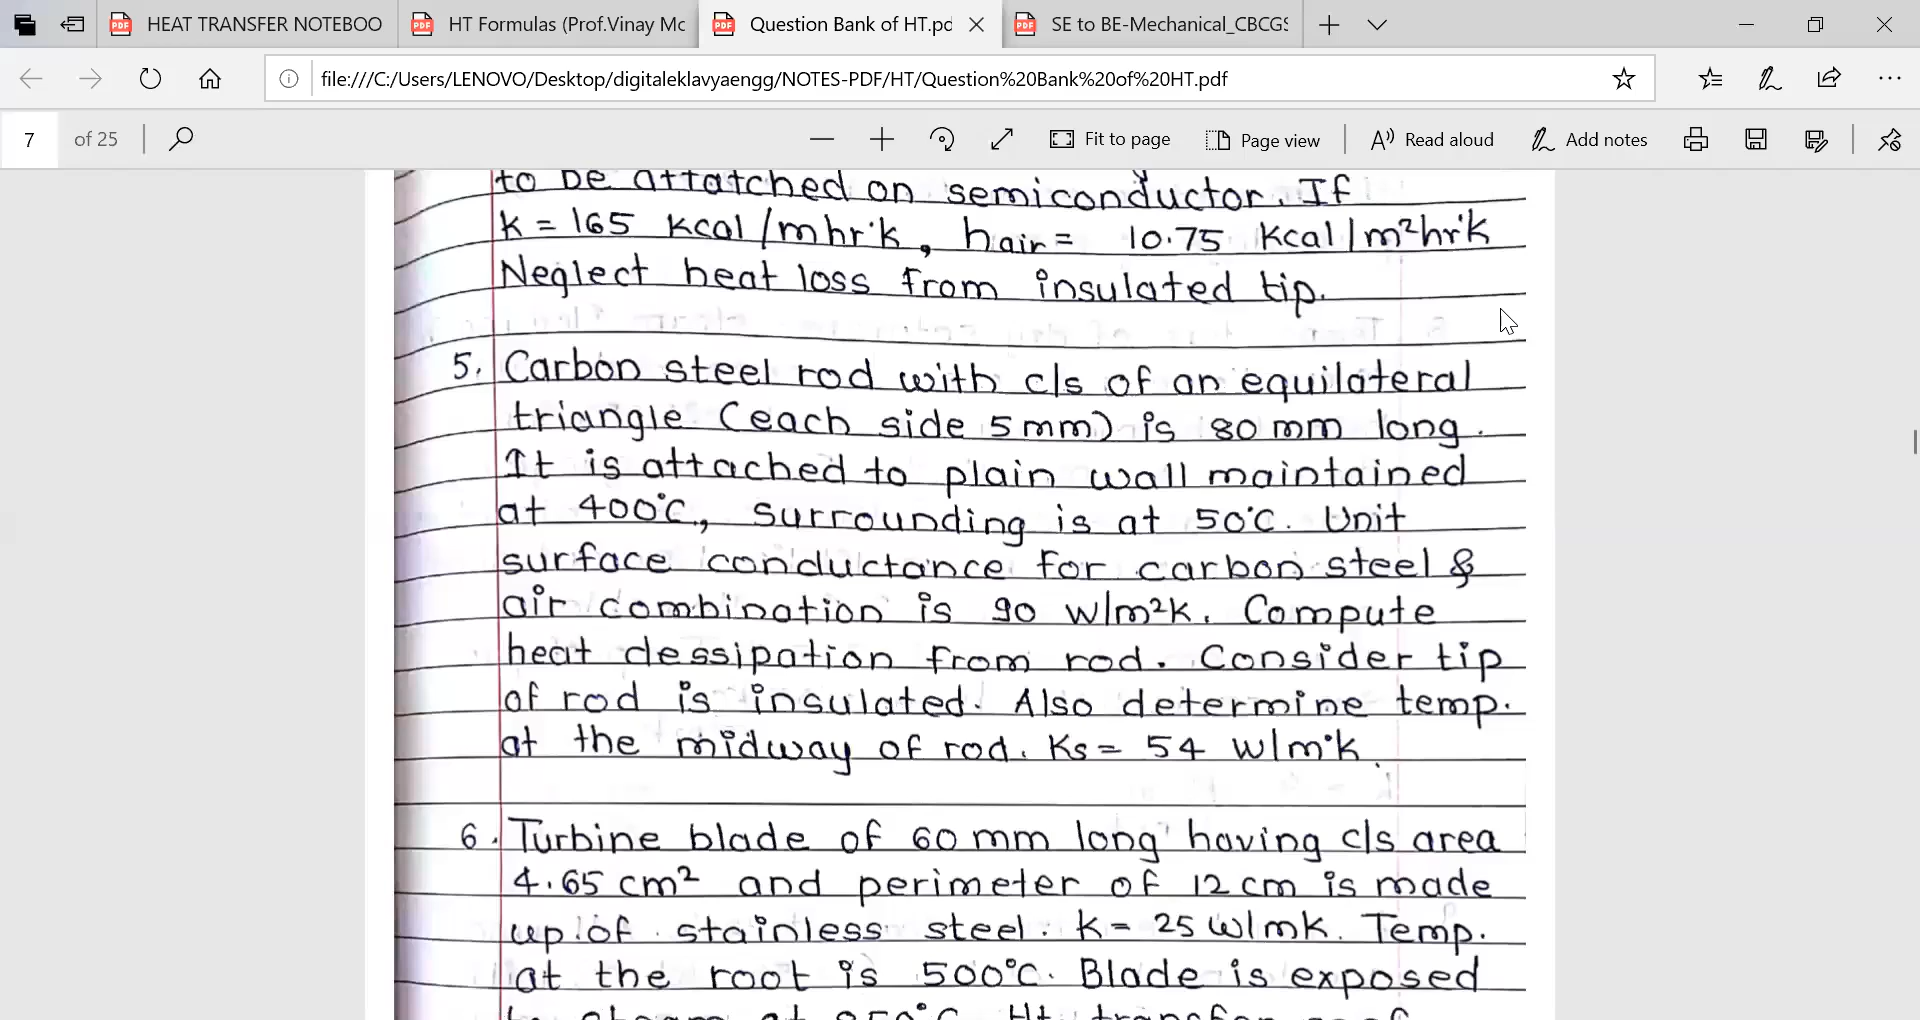 HEAT TRANSFER NOTEBOO
HT Formulas (Prof.Vinay Mc
Question Bank of HT.pd
SE to BE-Mechanical_CBCGS
file:///C:/Users/LENOVO/Desktop/digitaleklavyaengg/NOTES-PDF/HT/Question%20Bank%20of%20HT.pdf
7 of 25
Fit to page
Page view
Read aloud
Add notes
to be attatched on semiconductor. If
k = 165 kcal/mhr°k, hair = 10.75 kcal/m²hr°k
Neglect heat loss from insulated tip.
5. Carbon steel rod with c/s of an equilateral
triangle (each side 5mm) is 80 mm long.
It is attached to plain wall maintained
at 400°C., surrounding is at 50°C. Unit
surface conductance for carbon steel &
air combination is 90 w/m²k. Compute
heat dessipation from rod. Consider tip
of rod is insulated. Also determine temp.
at the midway of rod. Ks = 54 w/m°k.
6. Turbine blade of 60 mm long having c/s area
4.65 cm² and perimeter of 12 cm is made
up of stainless steel. k = 25 w/mk. Temp.
at the root is 500°C. Blade is exposed